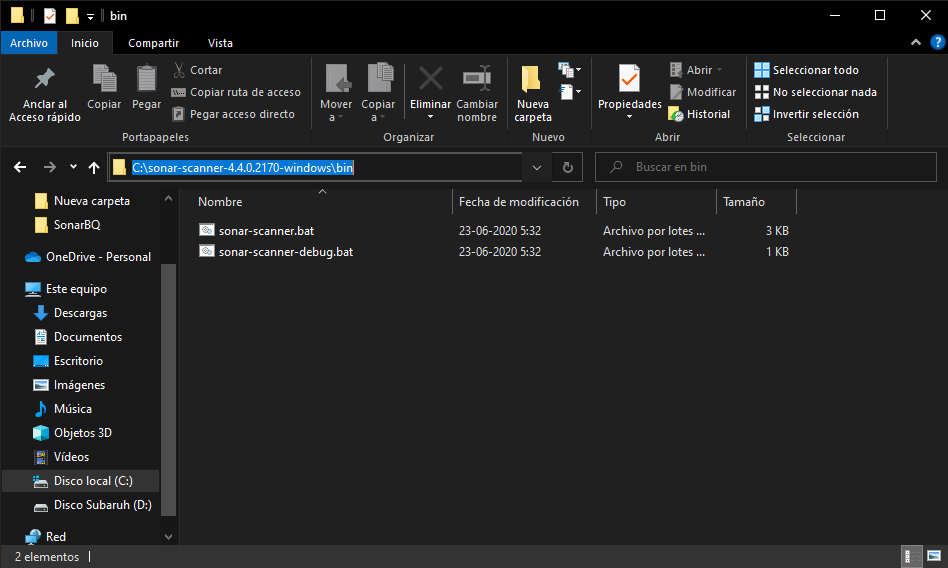 bin
Archivo Inicio Compartir Vista
Anclar al Acceso rápido
Copiar
Pegar
Cortar
Copiar ruta de acceso
Pegar acceso directo
Portapapeles
Mover a
Copiar a
Eliminar
Cambiar nombre
Organizar
Nueva carpeta
Nuevo
Propiedades
Abrir
Modificar
Historial
Abrir
Seleccionar todo
No seleccionar nada
Invertir selección
Seleccionar
C:\sonar-scanner-4.4.0.2170-windows\bin
Buscar en bin
Nueva carpeta
SonarBQ
OneDrive - Personal
Este equipo
Descargas
Documentos
Escritorio
Imágenes
Música
Objetos 3D
Vídeos
Disco local (C:)
Disco Subaruh (D:)
Red
Nombre Fecha de modificación Tipo Tamaño
sonar-scanner.bat 23-06-2020 5:32 Archivo por lotes ... 3 KB
sonar-scanner-debug.bat 23-06-2020 5:32 Archivo por lotes ... 1 KB
2 elementos